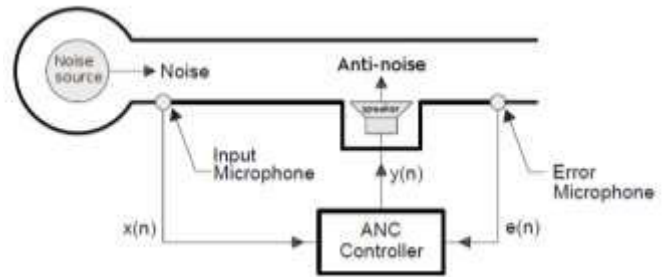 Noise
source
Noise
Anti-noise
speaker
Input
Microphone
y(n)
Error
Microphone
x(n)
ANC
Controller
e(n)